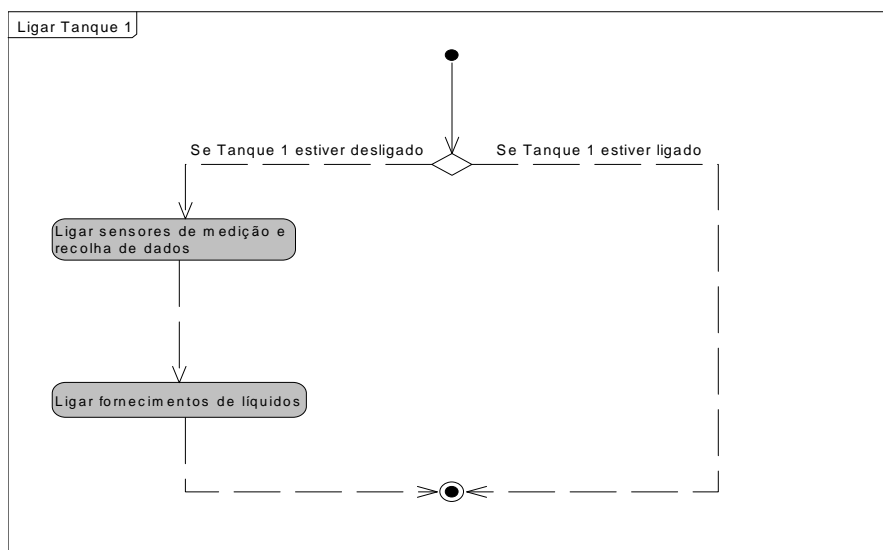 Ligar Tanque 1
Se Tanque 1 estiver desligado
Se Tanque 1 estiver ligado
Ligar sensores de medição e
recolha de dados
Ligar fornecimentos de líquidos